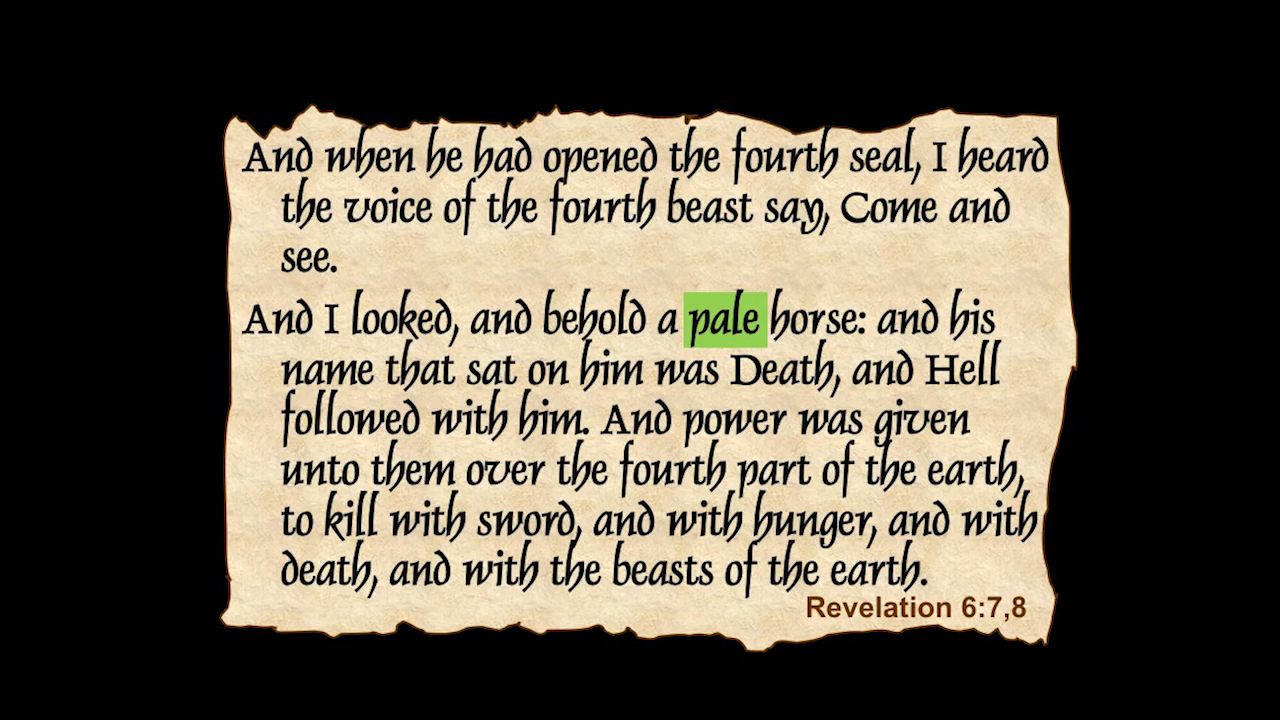 And when he had opened the fourth seal, I heard
the voice of the fourth beast say, Come and
see.
And I looked, and behold a pale horse: and his
name that sat on him was Death, and Hell
followed with him. And power was given
unto them over the fourth part of the earth,
to kill with sword, and with hunger, and with
death, and with the beasts of the earth.
Revelation 6:7,8